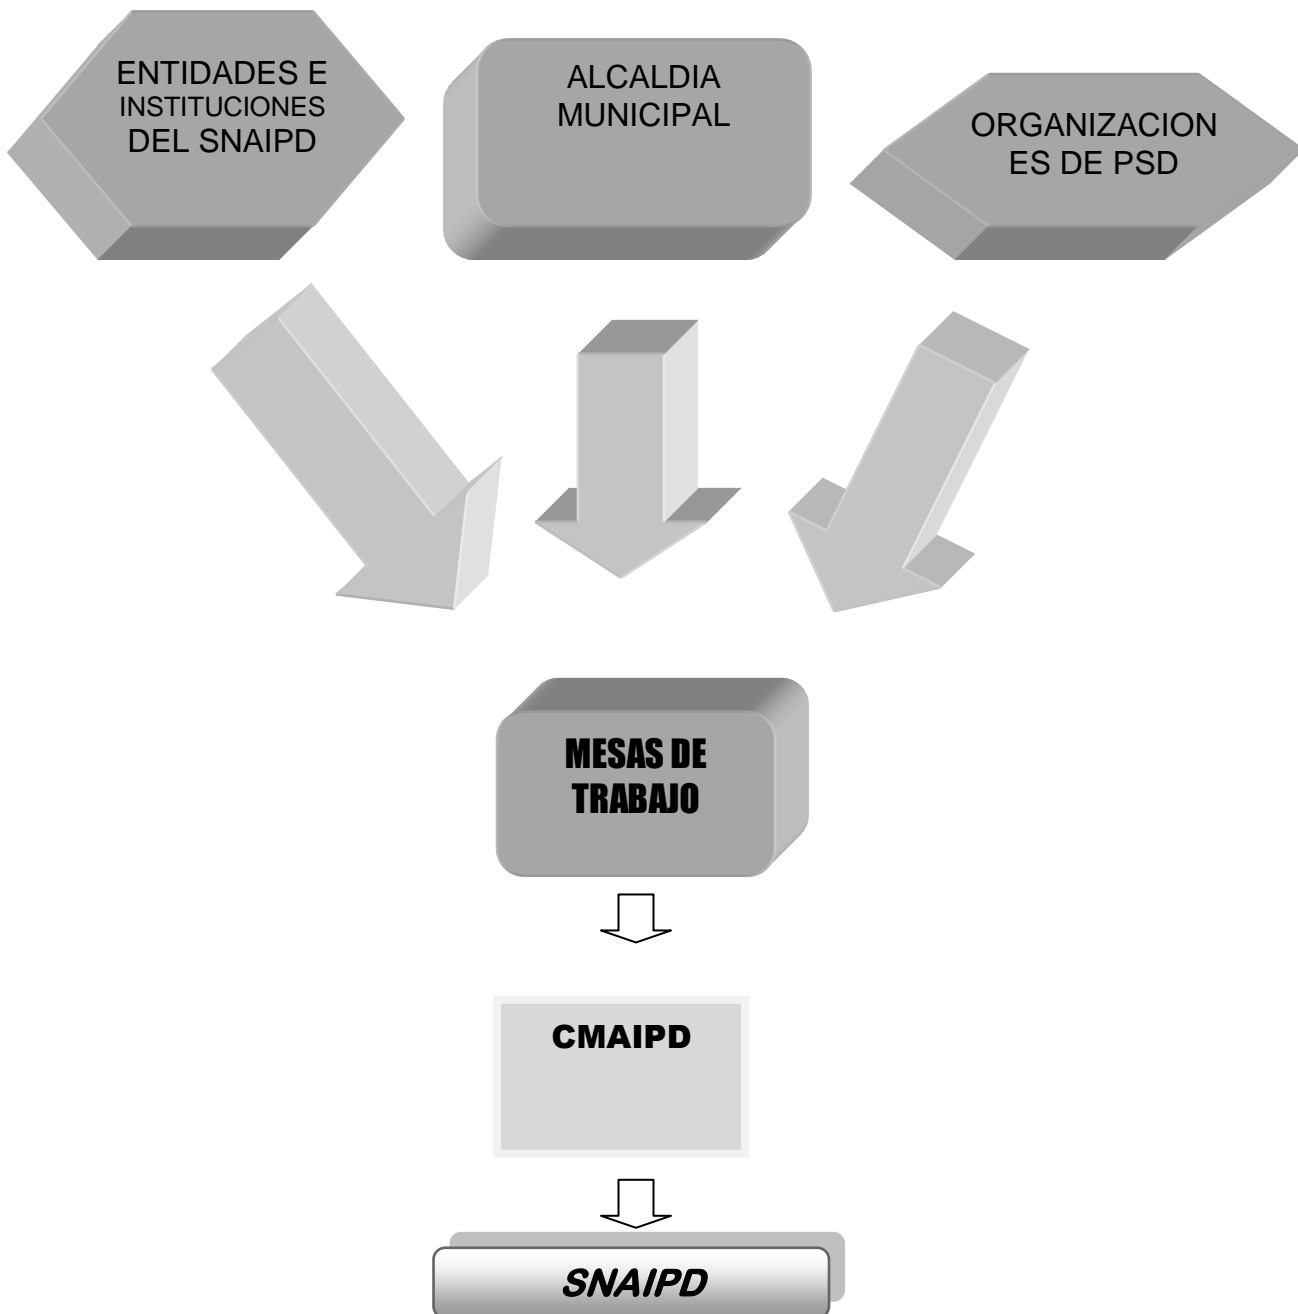 ENTIDADES E
INSTITUCIONES
DEL SNAIPD
ALCALDIA
MUNICIPAL
ORGANIZACION
ES DE PSD
MESAS DE
TRABAJO
CMAIPD
SNAIPD